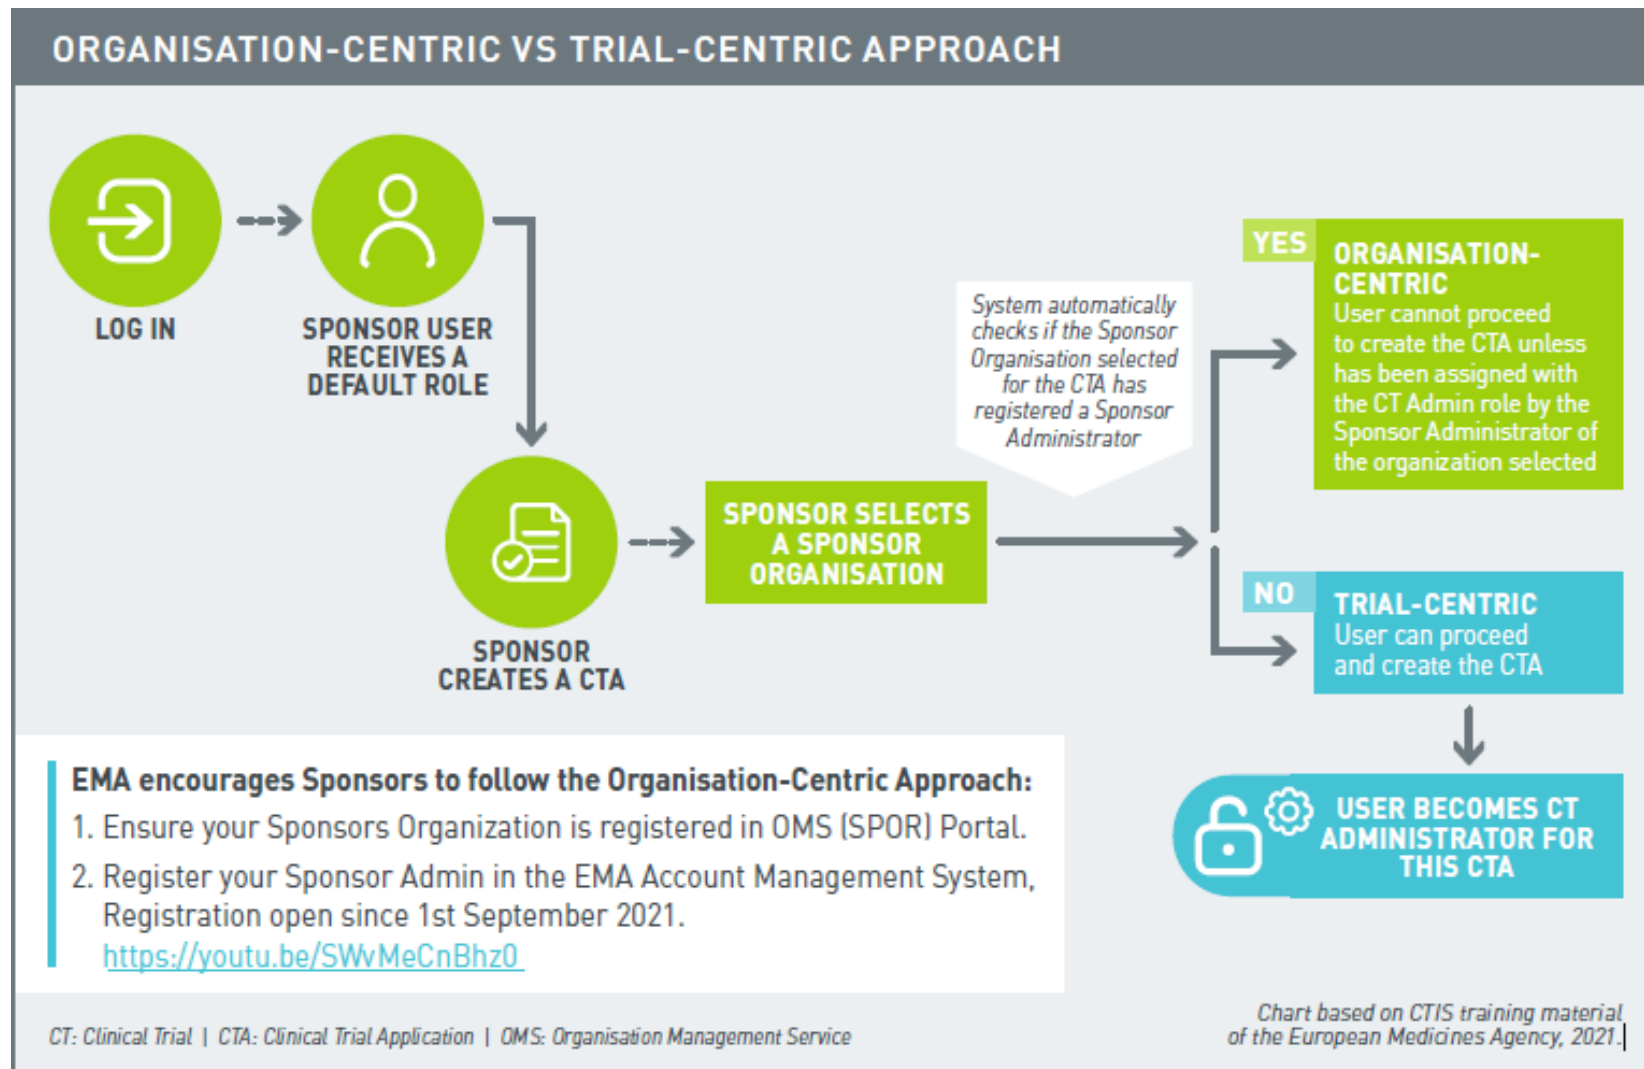 ORGANISATION-CENTRIC VS TRIAL-CENTRIC APPROACH
LOG IN
SPONSOR USER
RECEIVES A
DEFAULT ROLE
SPONSOR
CREATES A CTA
SPONSOR SELECTS
A SPONSOR
ORGANISATION
System automatically
checks if the Sponsor
Organisation selected
for the CTA has
registered a Sponsor
Administrator
YES
ORGANISATION-
CENTRIC
User cannot proceed
to create the CTA unless
has been assigned with
the CT Admin role by the
Sponsor Administrator of
the organization selected
NO
TRIAL-CENTRIC
User can proceed
and create the CTA
USER BECOMES CT
ADMINISTRATOR FOR
THIS CTA
EMA encourages Sponsors to follow the Organisation-Centric Approach:
1. Ensure your Sponsors Organization is registered in OMS (SPOR) Portal.
2. Register your Sponsor Admin in the EMA Account Management System,
Registration open since 1st September 2021.
https://youtu.be/SWvMeCnBhz0
CT: Clinical Trial | CTA: Clinical Trial Application | OMS: Organisation Management Service
Chart based on CTIS training material
of the European Medicines Agency, 2021.